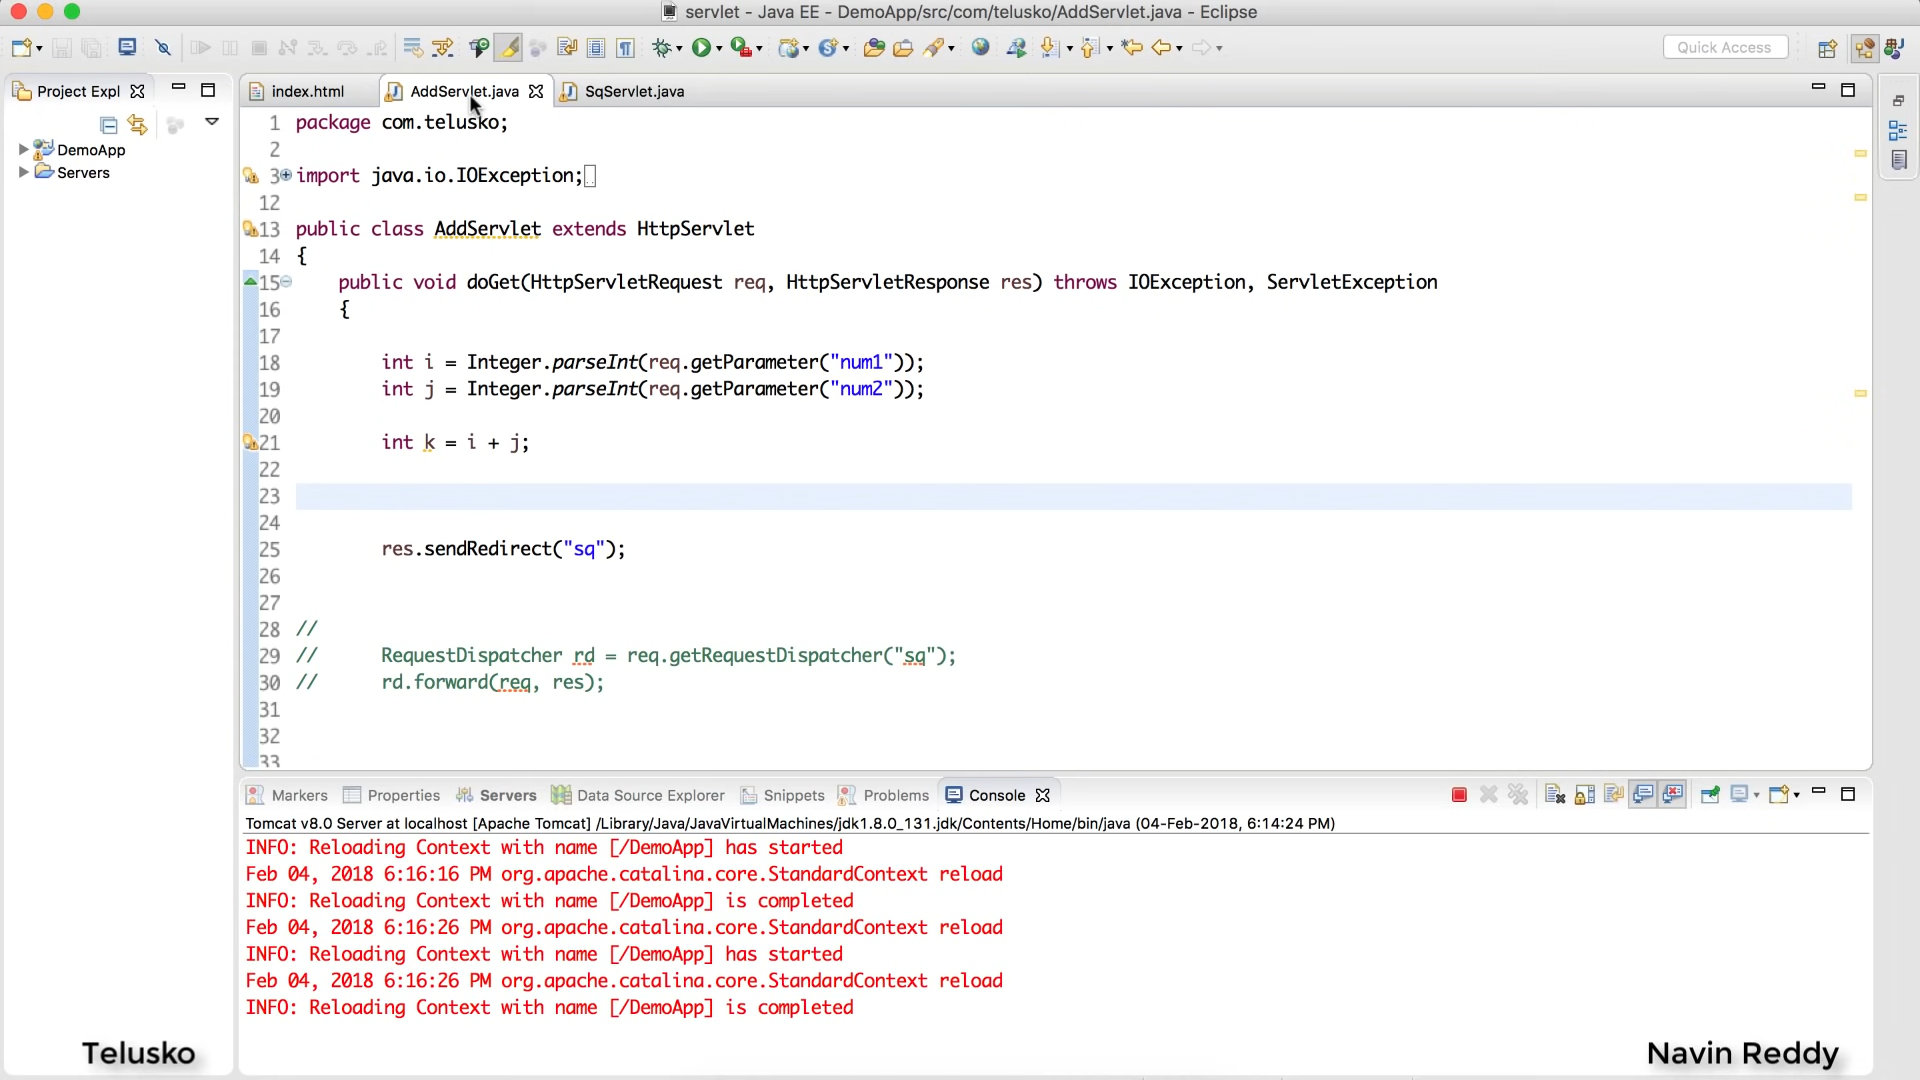 servlet - Java EE - DemoApp/src/com/telusko/AddServlet.java - Eclipse
Quick Access
Project Expl
DemoApp
Servers
index.html
AddServlet.java
SqServlet.java
1 package com.telusko;
2
3 import java.io.IOException;
12
13 public class AddServlet extends HttpServlet
14 {
15 public void doGet(HttpServletRequest req, HttpServletResponse res) throws IOException, ServletException
16 {
17
18 int i = Integer.parseInt(req.getParameter("num1"));
19 int j = Integer.parseInt(req.getParameter("num2"));
20
21 int k = i + j;
22
23
24
25 res.sendRedirect("sq");
26
27
28 //
29 // RequestDispatcher rd = req.getRequestDispatcher("sq");
30 // rd.forward(req, res);
31
32
33
Markers
Properties
Servers
Data Source Explorer
Snippets
Problems
Console
Tomcat v8.0 Server at localhost [Apache Tomcat] /Library/Java/JavaVirtualMachines/jdk1.8.0_131.jdk/Contents/Home/bin/java (04-Feb-2018, 6:14:24 PM)
INFO: Reloading Context with name [/DemoApp] has started
Feb 04, 2018 6:16:16 PM org.apache.catalina.core.StandardContext reload
INFO: Reloading Context with name [/DemoApp] is completed
Feb 04, 2018 6:16:26 PM org.apache.catalina.core.StandardContext reload
INFO: Reloading Context with name [/DemoApp] has started
Feb 04, 2018 6:16:26 PM org.apache.catalina.core.StandardContext reload
INFO: Reloading Context with name [/DemoApp] is completed
Telusko
Navin Reddy